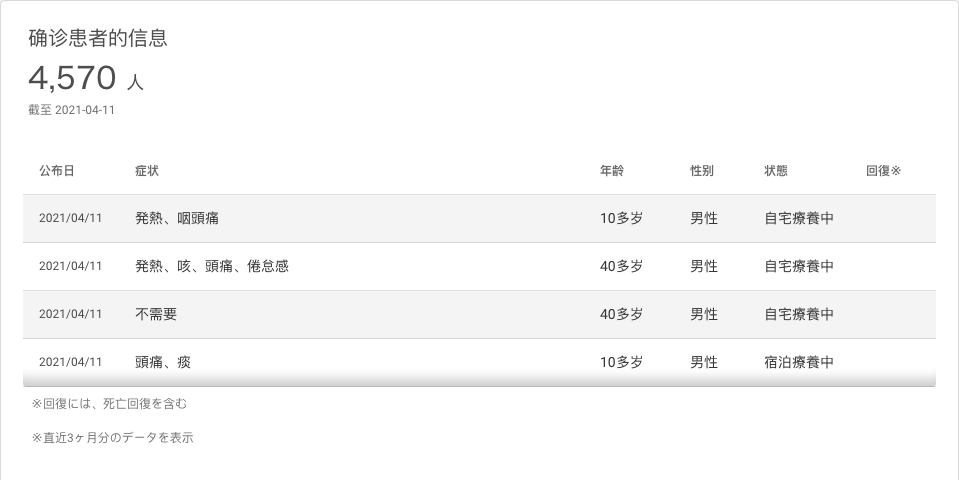 确诊患者的信息
4,570 人
截至 2021-04-11
公布日 症状 年齢 性別 状態 回復※
2021/04/11 発熱、咽頭痛 10多岁 男性 自宅療養中
2021/04/11 発熱、咳、頭痛、倦怠感 40多岁 男性 自宅療養中
2021/04/11 不需要 40多岁 男性 自宅療養中
2021/04/11 頭痛、痰 10多岁 男性 宿泊療養中
※回復には、死亡回復を含む
※直近3ヶ月分のデータを表示